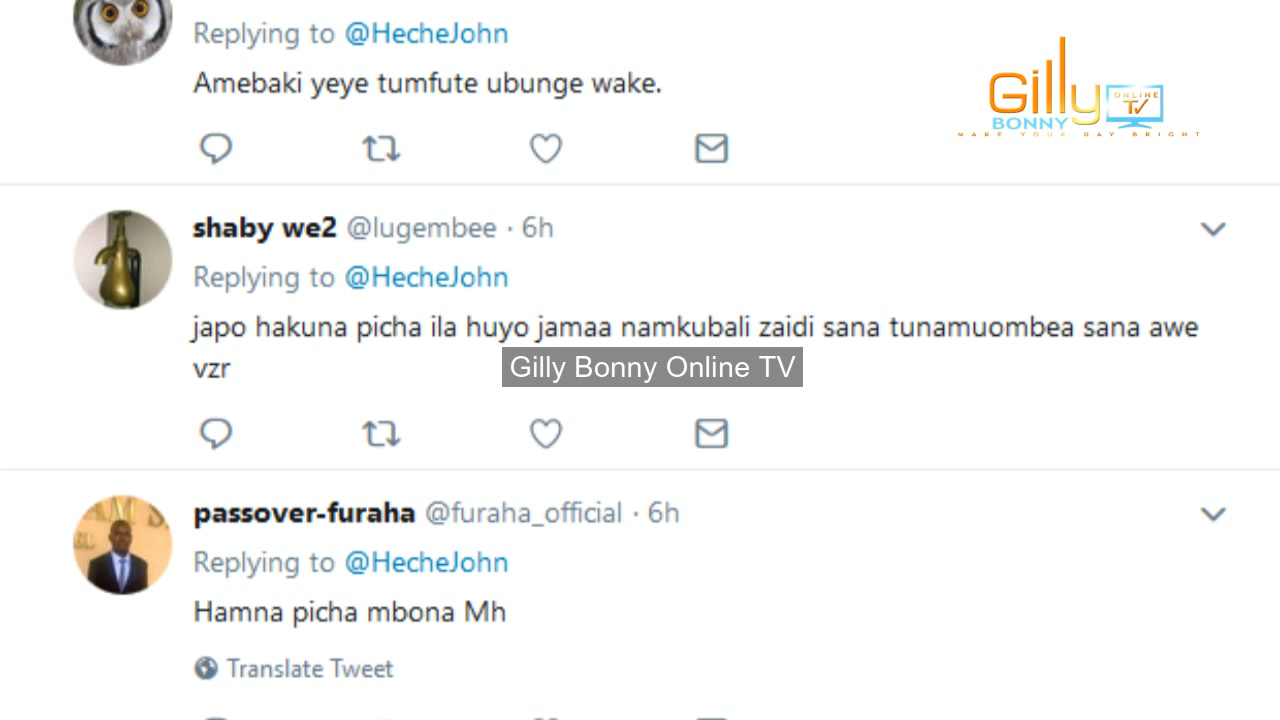 Replying to @HecheJohn
Amebaki yeye tumfute ubunge wake.
Gilly
ONLINE
TV
BONNY
MAKE YOUR DAY BRIGHT
shaby we2 @lugembee · 6h
Replying to @HecheJohn
japo hakuna picha ila huyo jamaa namkubali zaidi sana tunamuombea sana awe
vzr
Gilly Bonny Online TV
passover-furaha @furaha_official · 6h
Replying to @HecheJohn
Hamna picha mbona Mh
Translate Tweet